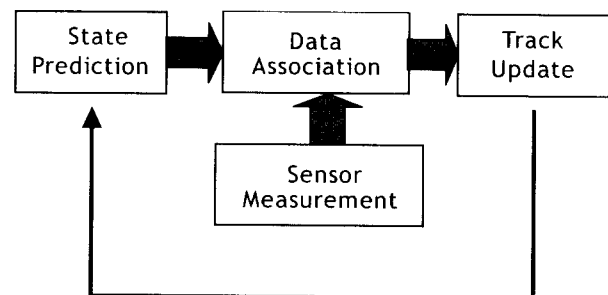 State
Prediction
Data
Association
Track
Update
Sensor
Measurement